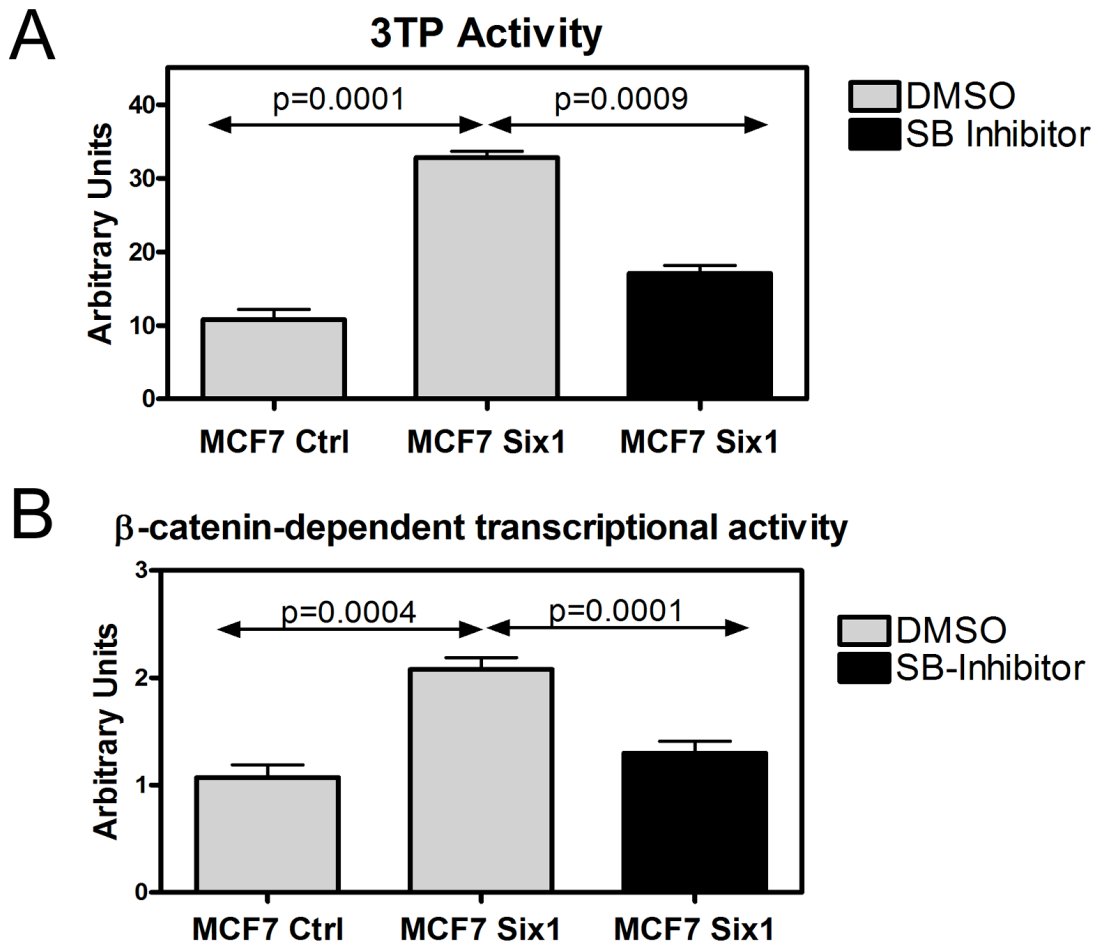 A
3TP Activity
p=0.0001
p=0.0009
DMSO
SB Inhibitor
Arbitrary Units
40
30
20
10
0
MCF7 Ctrl
MCF7 Six1
MCF7 Six1
B
β-catenin-dependent transcriptional activity
p=0.0004
p=0.0001
DMSO
SB-Inhibitor
Arbitrary Units
3
2
1
0
MCF7 Ctrl
MCF7 Six1
MCF7 Six1